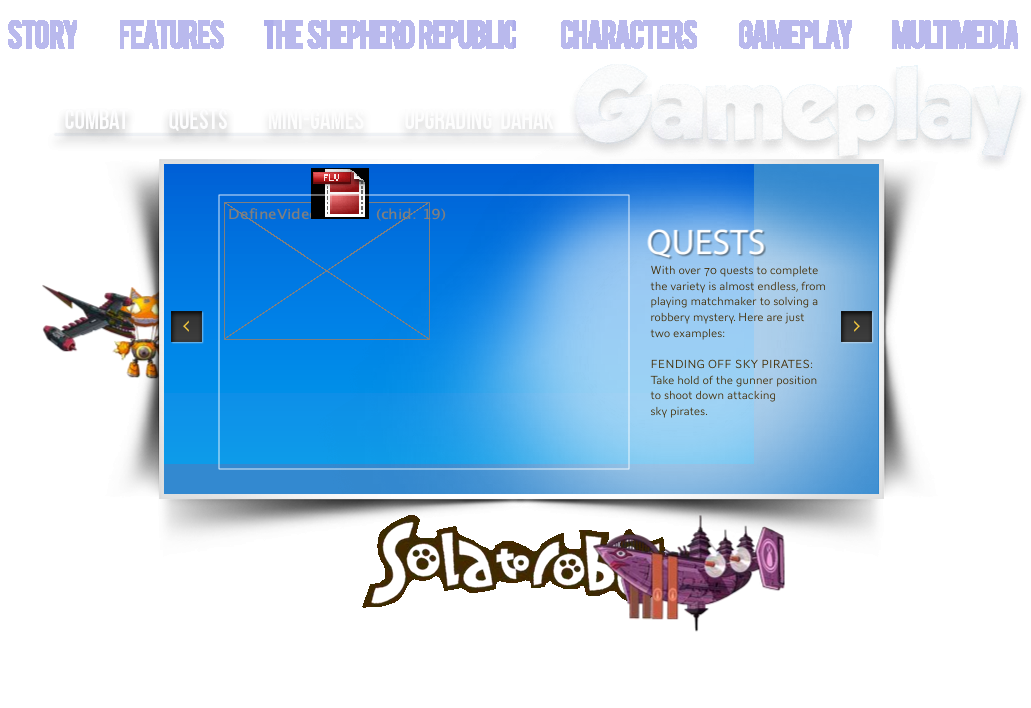 STORY FEATURES THE SHEPHERD REPUBLIC CHARACTERS GAMEPLAY MULTIMEDIA
Gameplay
COMBAT QUESTS MINI-GAMES UPGRADING DAHAK
FLV
(chid: 19)
QUESTS
With over 70 quests to complete
the variety is almost endless, from
playing matchmaker to solving a
robbery mystery. Here are just
two examples:
FENDING OFF SKY PIRATES:
Take hold of the gunner position
to shoot down attacking
sky pirates.
Solatorob